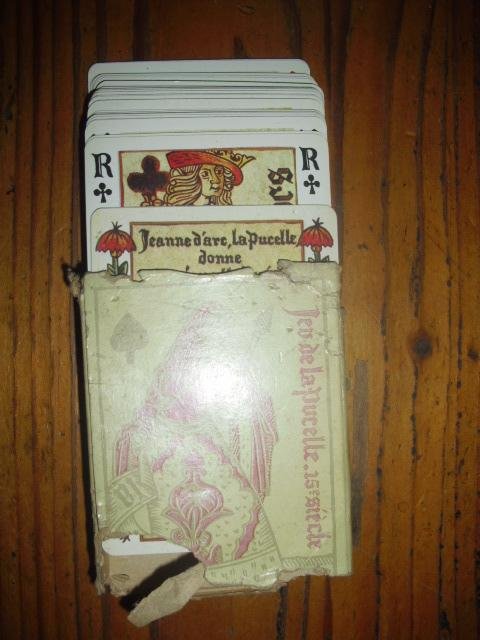 R R
Jeanne d'arc, la Pucelle,
donne
Jeu de la Pucelle. 15e siècle